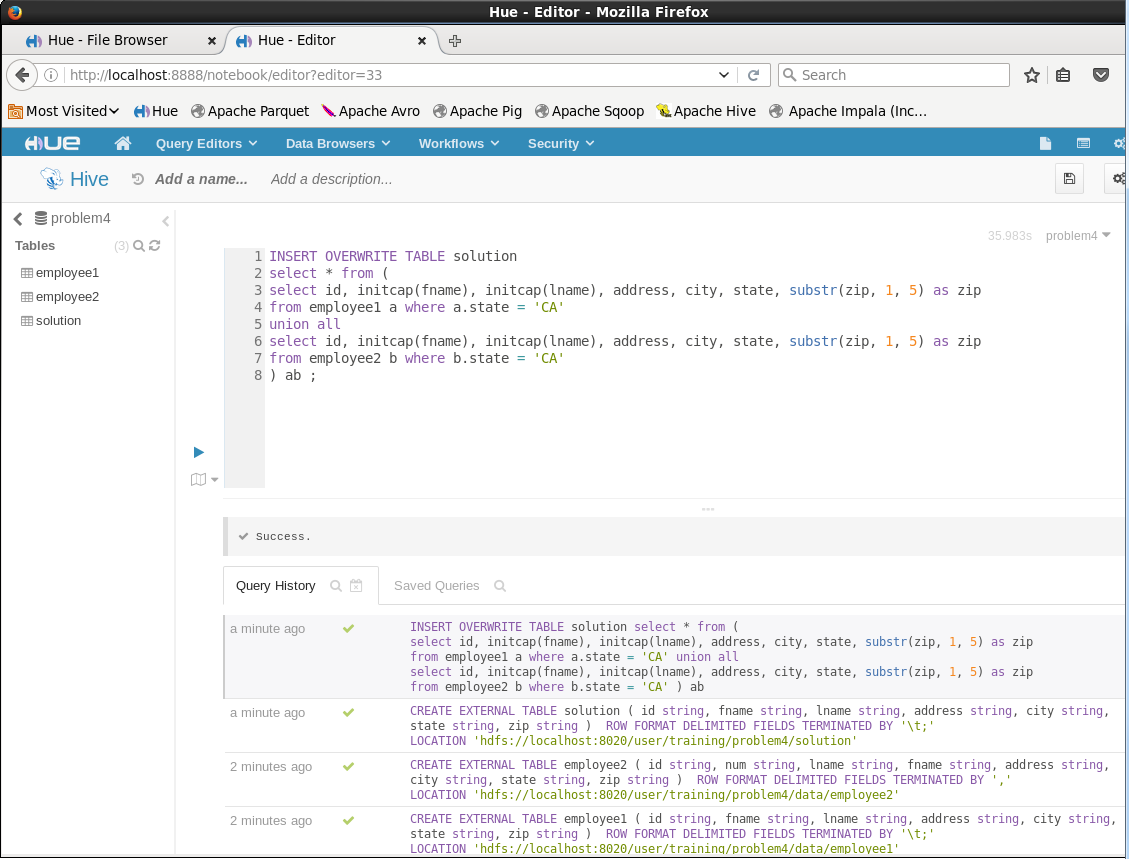 Hue - Editor - Mozilla Firefox
Hue - File Browser
Hue - Editor
http://localhost:8888/notebook/editor?editor=33
Search
Most Visited
Hue
Apache Parquet
Apache Avro
Apache Pig
Apache Sqoop
Apache Hive
Apache Impala (Inc...
HUE
Query Editors
Data Browsers
Workflows
Security
Hive
Add a name...
Add a description...
problem4
Tables
(3)
employee1
employee2
solution
35.983s
problem4
1 INSERT OVERWRITE TABLE solution
2 select * from (
3 select id, initcap(fname), initcap(lname), address, city, state, substr(zip, 1, 5) as zip
4 from employee1 a where a.state = 'CA'
5 union all
6 select id, initcap(fname), initcap(lname), address, city, state, substr(zip, 1, 5) as zip
7 from employee2 b where b.state = 'CA'
8 ) ab ;
Success.
Query History
Saved Queries
a minute ago
INSERT OVERWRITE TABLE solution select * from (
select id, initcap(fname), initcap(lname), address, city, state, substr(zip, 1, 5) as zip
from employee1 a where a.state = 'CA' union all
select id, initcap(fname), initcap(lname), address, city, state, substr(zip, 1, 5) as zip
from employee2 b where b.state = 'CA' ) ab
a minute ago
CREATE EXTERNAL TABLE solution ( id string, fname string, lname string, address string, city string,
state string, zip string ) ROW FORMAT DELIMITED FIELDS TERMINATED BY '\t;'
LOCATION 'hdfs://localhost:8020/user/training/problem4/solution'
2 minutes ago
CREATE EXTERNAL TABLE employee2 ( id string, num string, lname string, fname string, address string,
city string, state string, zip string ) ROW FORMAT DELIMITED FIELDS TERMINATED BY ','
LOCATION 'hdfs://localhost:8020/user/training/problem4/data/employee2'
2 minutes ago
CREATE EXTERNAL TABLE employee1 ( id string, fname string, lname string, address string, city string,
state string, zip string ) ROW FORMAT DELIMITED FIELDS TERMINATED BY '\t;'
LOCATION 'hdfs://localhost:8020/user/training/problem4/data/employee1'